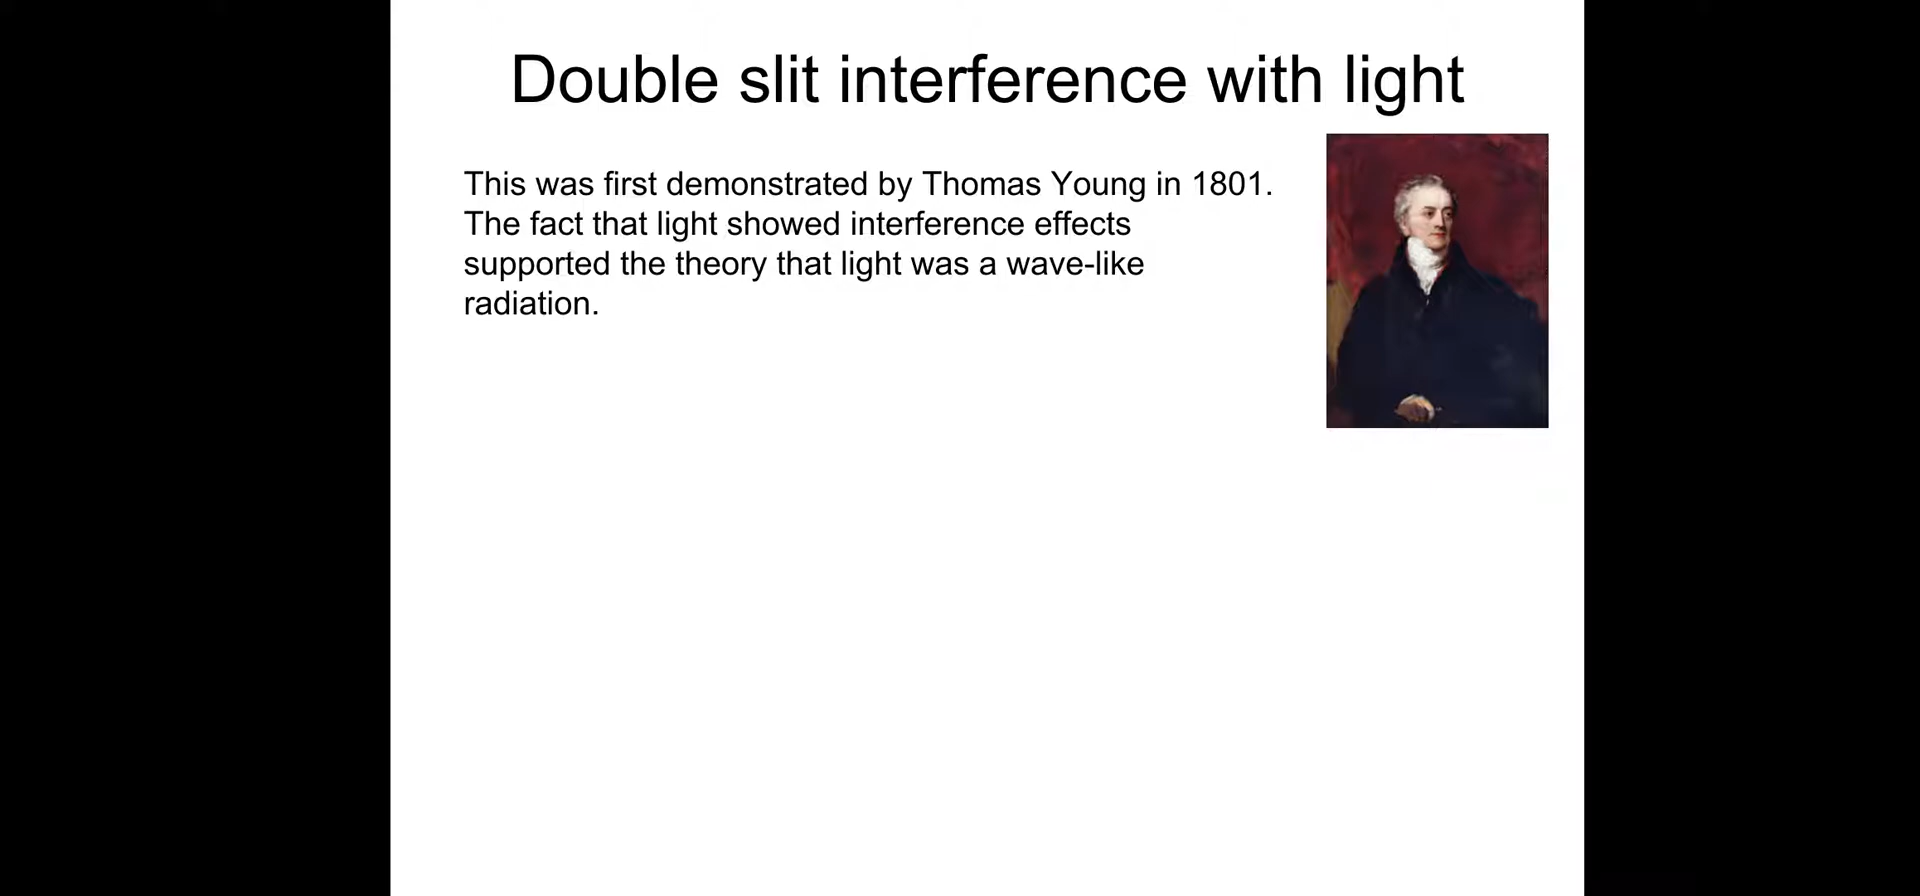 Double slit interference with light
This was first demonstrated by Thomas Young in 1801.
The fact that light showed interference effects
supported the theory that light was a wave-like
radiation.